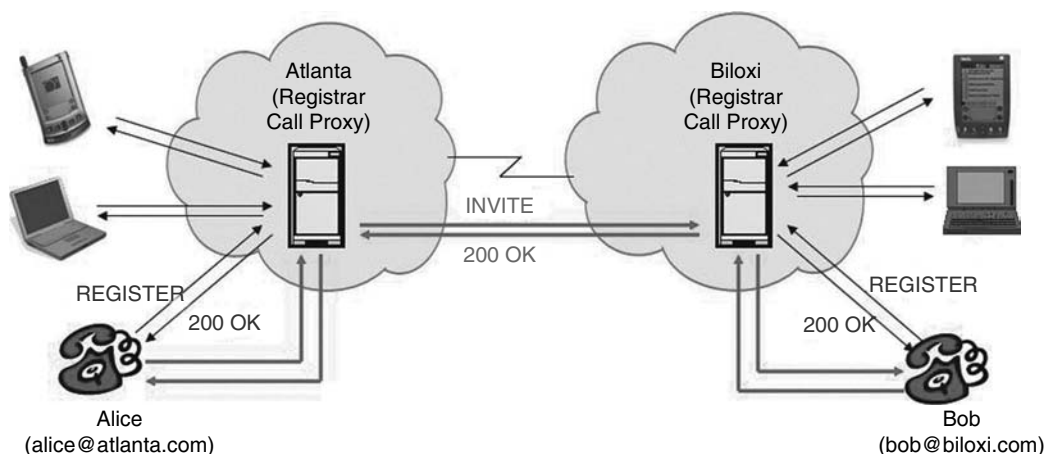 Atlanta
(Registrar
Call Proxy)
Biloxi
(Registrar
Call Proxy)
INVITE
200 OK
REGISTER
200 OK
REGISTER
200 OK
Alice
(alice@atlanta.com)
Bob
(bob@biloxi.com)